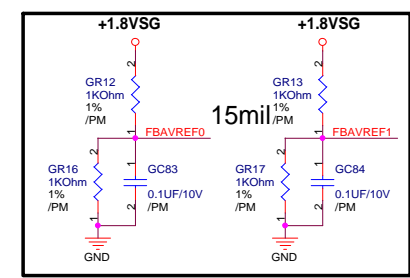 +1.8VSG
+1.8VSG
2
2
GR12
1KOhm
1%
/PM
GR13
1KOhm
1%
/PM
15mil
1
1
FBAVREF0
FBAVREF1
2
1
2
1
GR16
1KOhm
1%
/PM
GC83
0.1UF/10V
/PM
GR17
1KOhm
1%
/PM
GC84
0.1UF/10V
/PM
1
2
1
2
GND
GND